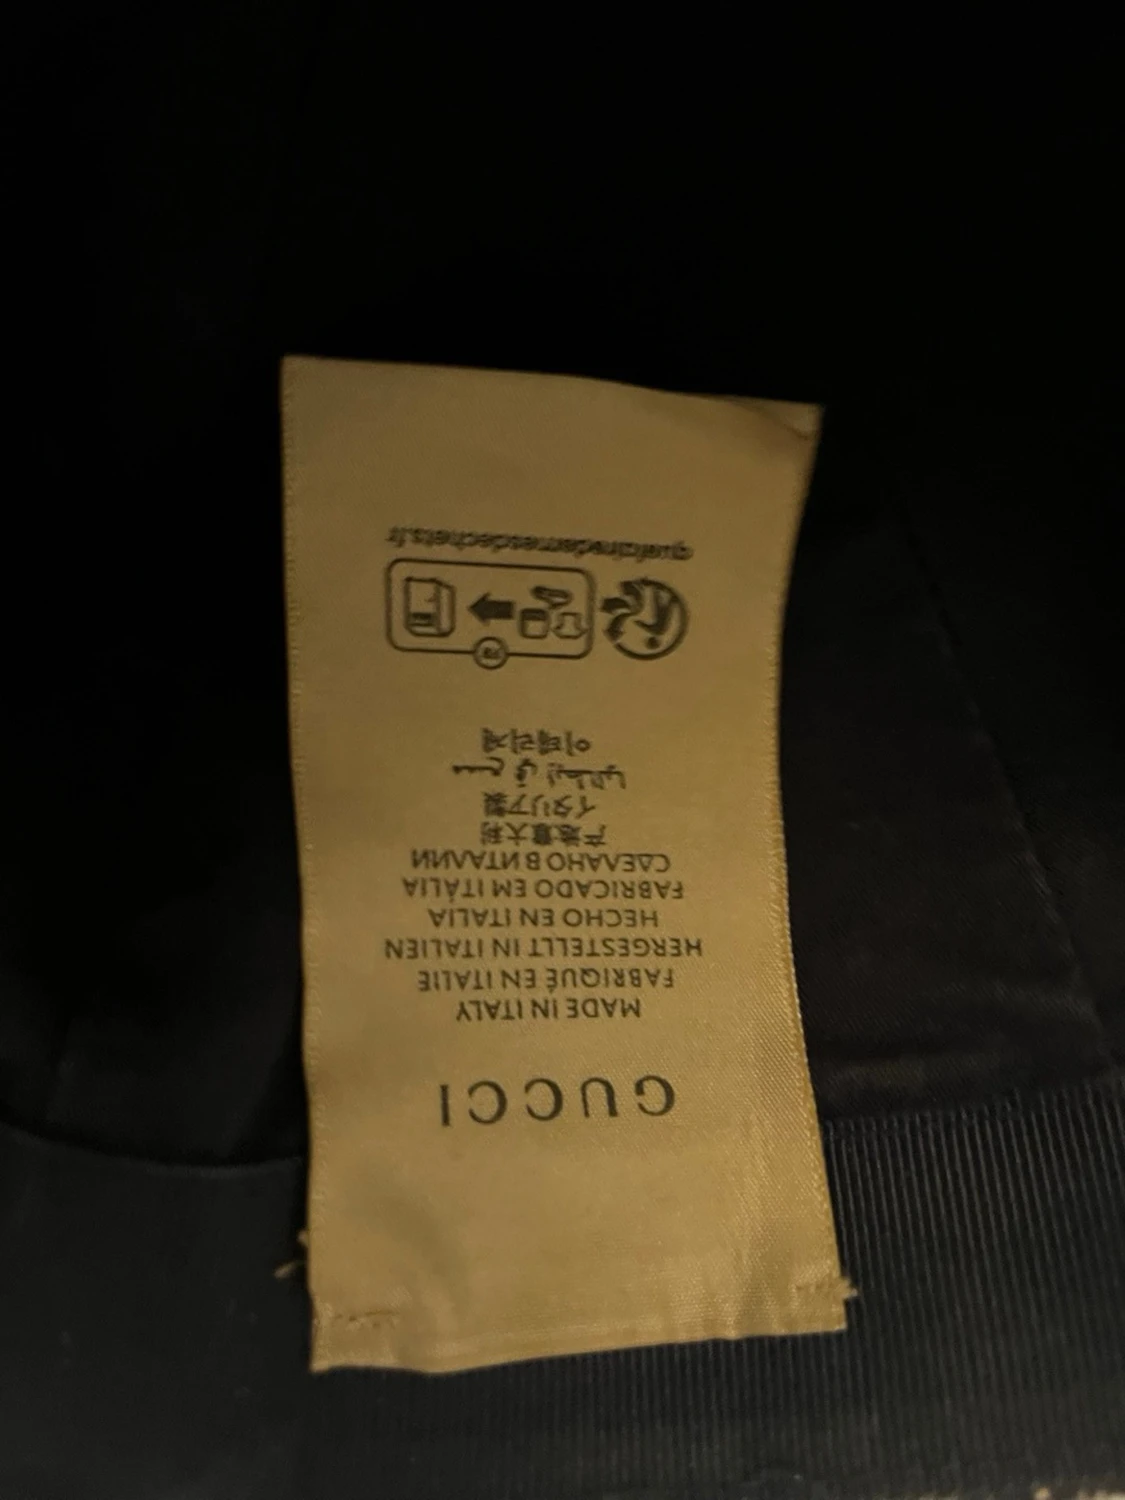 GUCCI
MADE IN ITALY
FABRIQUÉ EN ITALIE
HERGESTELLT IN ITALIEN
HECHO EN ITALIA
FABRICADO EM ITÁLIA
СДЕЛАНО В ИТАЛИИ
产地意大利
イタリア製
صنع في إيطاليا
이태리제
FR
quefairedemesdechets.fr